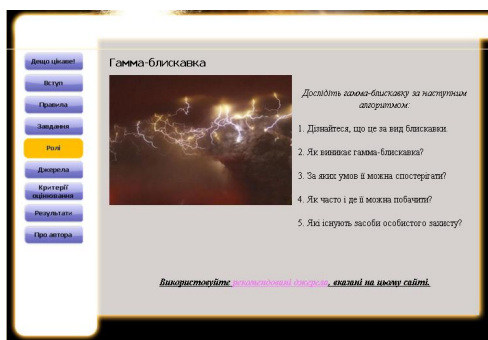 Дещо цікаве!
Вступ
Правила
Завдання
Ролі
Джерела
Критерії
оцінювання
Результати
Про автора
Гамма-блискавка
Дослідіть гамма-блискавку за наступним
алгоритмом:
1. Дізнайтеся, що це за вид блискавки.
2. Як виникає гамма-блискавка?
3. За яких умов її можна спостерігати?
4. Як часто і де її можна побачити?
5. Які існують засоби особистого захисту?
Використовуйте рекомендовані джерела, вказані на цьому сайті.